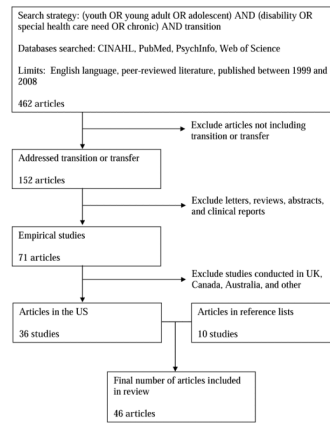 Search strategy: (youth OR young adult OR adolescent) AND (disability OR
special health care need OR chronic) AND transition
Databases searched: CINAHL, PubMed, PsychInfo, Web of Science
Limits: English language, peer-reviewed literature, published between 1999 and
2008
462 articles
Exclude articles not including
transition or transfer
Addressed transition or transfer
152 articles
Exclude letters, reviews, abstracts,
and clinical reports
Empirical studies
71 articles
Exclude studies conducted in UK,
Canada, Australia, and other
Articles in the US
36 studies
Articles in reference lists
10 studies
Final number of articles included
in review
46 articles